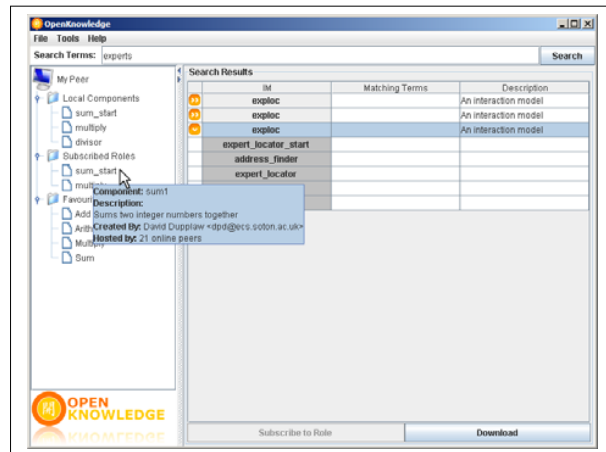 OpenKnowledge
File Tools Help
Search Terms: experts Search
My Peer
Local Components
sum_start
multiply
divisor
Subscribed Roles
sum_start
Component: sum1
Description:
Sums two integer numbers together
Created By: David Dupplaw <dpd@ecs.soton.ac.uk>
Hosted by: 21 online peers
Add
Sum
Search Results
IM Matching Terms Description
exploc An interaction model
exploc An interaction model
exploc An interaction model
expert_locator_start
address_finder
expert_locator
OPEN
KNOWLEDGE
Subscribe to Role Download